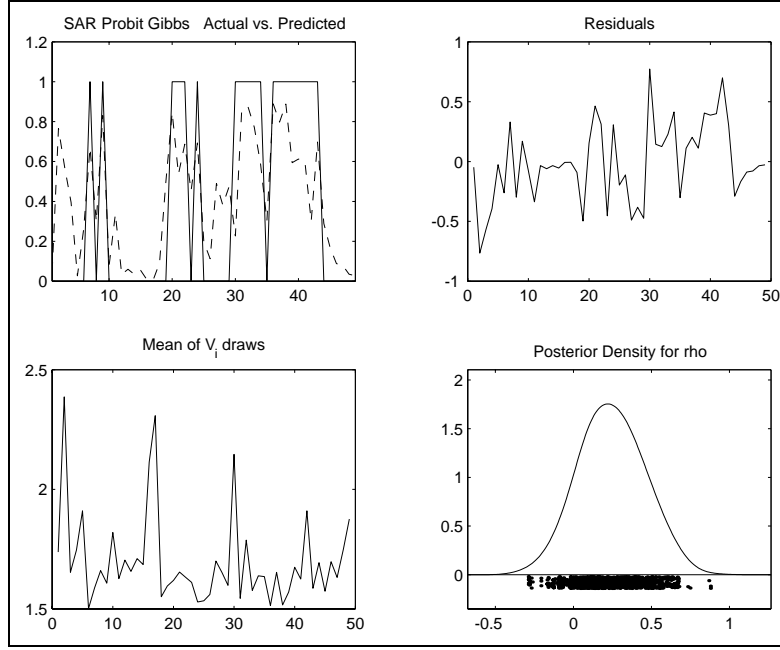 SAR Probit Gibbs Actual vs. Predicted
1.2
1
0.8
0.6
0.4
0.2
0
10 20 30 40
Residuals
1
0.5
0
-0.5
-1
0 10 20 30 40 50
Mean of V_i draws
2.5
2
1.5
0 10 20 30 40 50
Posterior Density for rho
2
1.5
1
0.5
0
-0.5 0 0.5 1